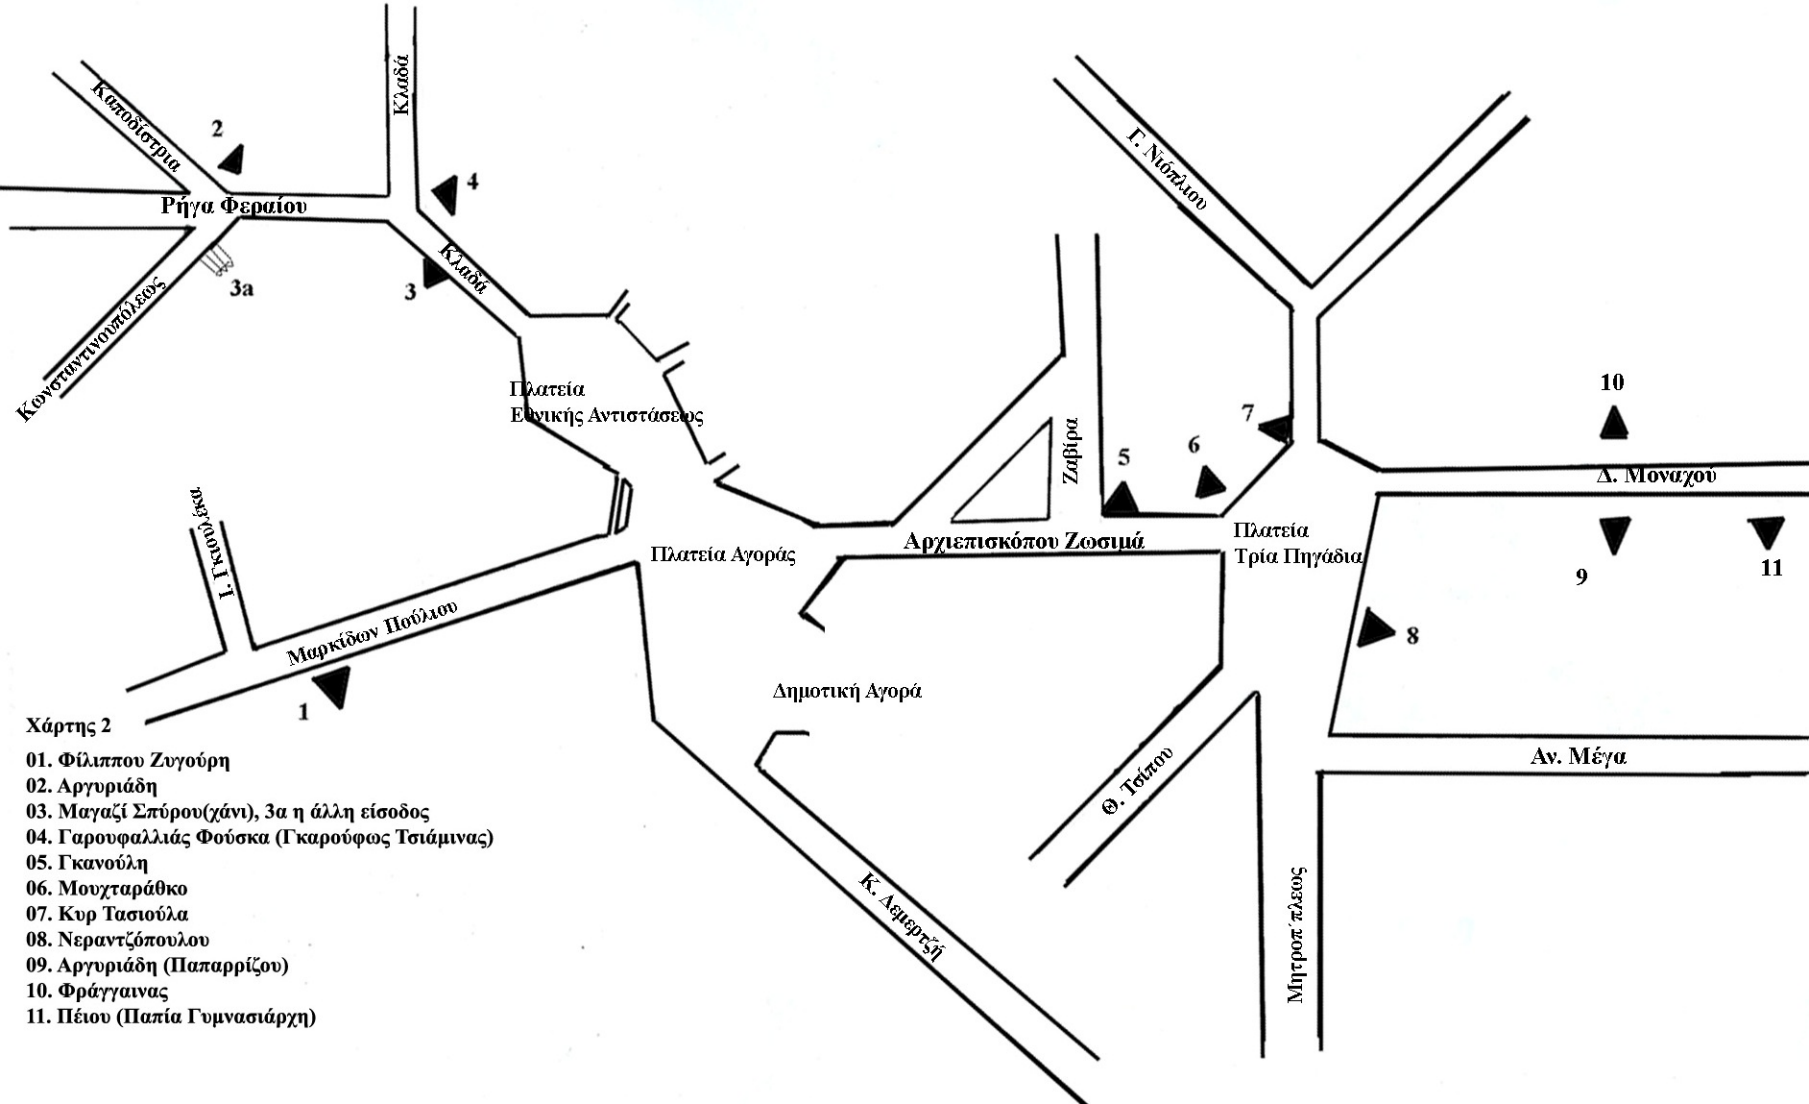 Καποδίστρια
Κλαδά
2
4
Ρήγα Φεραίου
Κλαδά
3
3a
Κωνσταντινουπόλεως
Πλατεία
Εθνικής Αντιστάσεως
Γ. Νιόπλιου
Ζαβίρα
5
6
7
10
Δ. Μοναχού
9
11
8
Ι. Γκιουλέκα
Μαρκίδων Πούλιου
1
Πλατεία Αγοράς
Αρχιεπισκόπου Ζωσιμά
Πλατεία
Τρία Πηγάδια
Δημοτική Αγορά
Θ. Τσίπου
Αν. Μέγα
Κ. Δεμερτζή
Μητροπ΄πλεως
Χάρτης 2
01. Φίλιππου Ζυγούρη
02. Αργυριάδη
03. Μαγαζί Σπύρου(χάνι), 3α η άλλη είσοδος
04. Γαρουφαλλιάς Φούσκα (Γκαρούφως Τσιάμινας)
05. Γκανούλη
06. Μουχταράθκο
07. Κυρ Τασιούλα
08. Νεραντζόπουλου
09. Αργυριάδη (Παπαρρίζου)
10. Φράγγαινας
11. Πέιου (Παπία Γυμνασιάρχη)